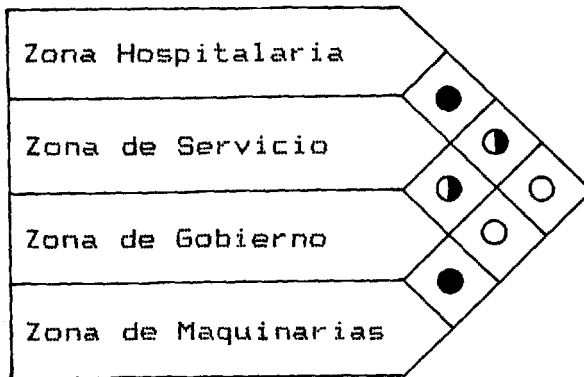 Zona Hospitalaria
Zona de Servicio
Zona de Gobierno
Zona de Maquinarias